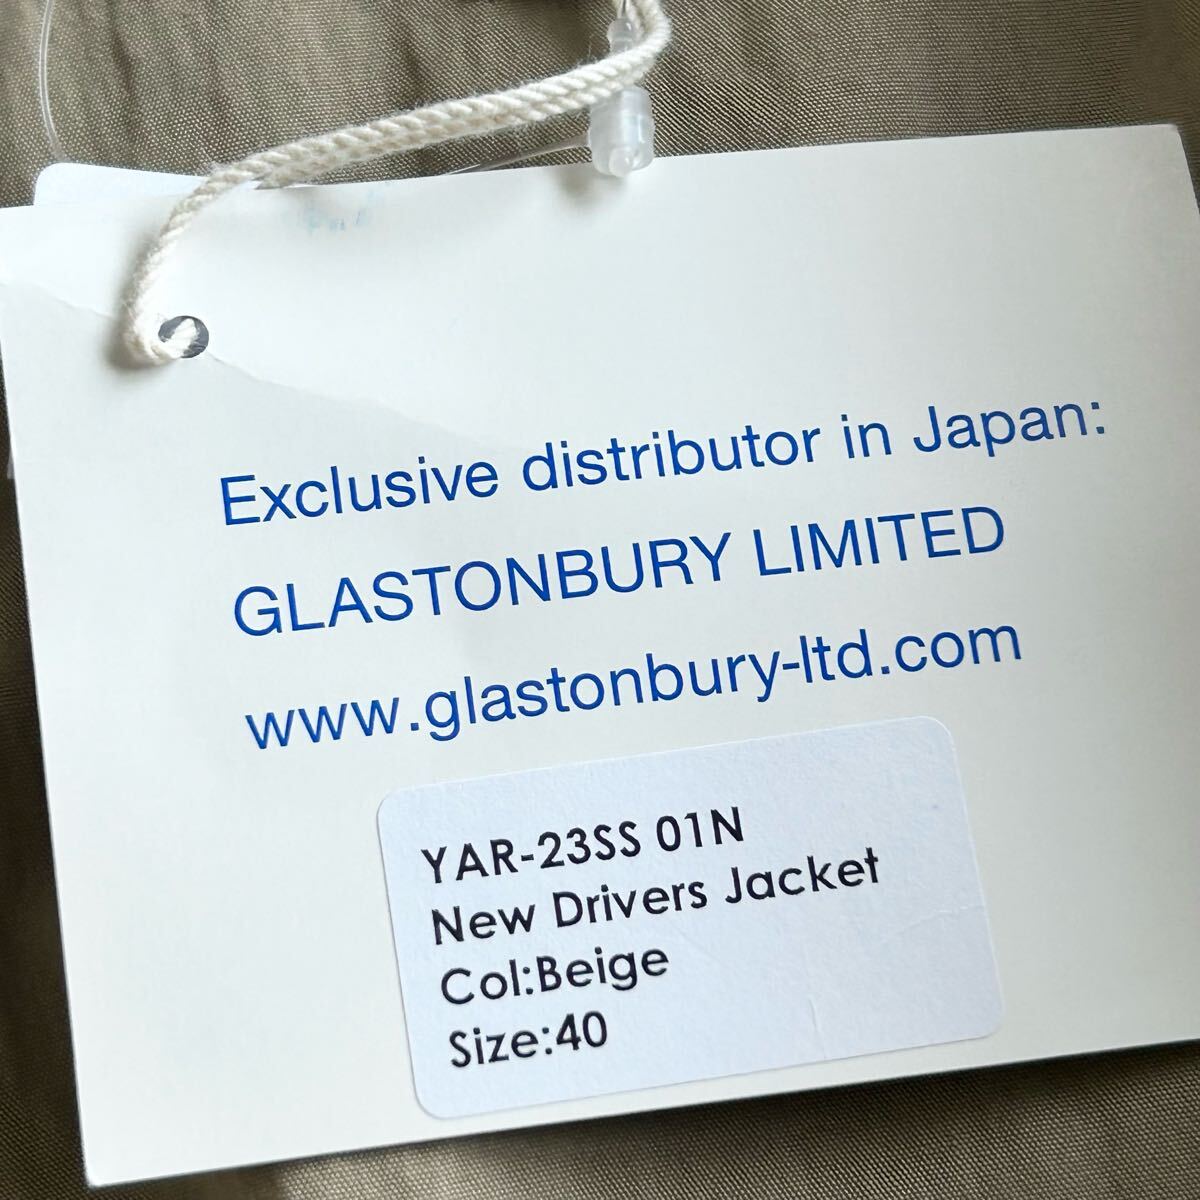 Exclusive distributor in Japan:
GLASTONBURY LIMITED
www.glastonbury-ltd.com
YAR-23SS 01N
New Drivers Jacket
Col:Beige
Size:40